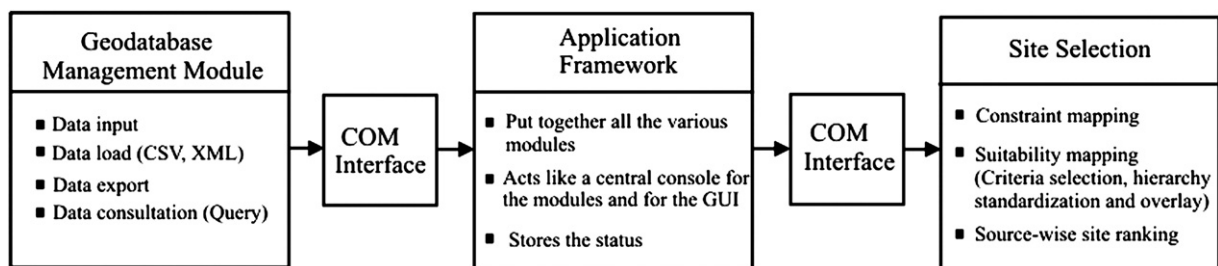 Geodatabase
Management Module
■ Data input
■ Data load (CSV, XML)
■ Data export
■ Data consultation (Query)
COM
Interface
Application
Framework
■ Put together all the various
modules
■ Acts like a central console for
the modules and for the GUI
■ Stores the status
COM
Interface
Site Selection
■ Constraint mapping
■ Suitability mapping
(Criteria selection, hierarchy
standardization and overlay)
■ Source-wise site ranking